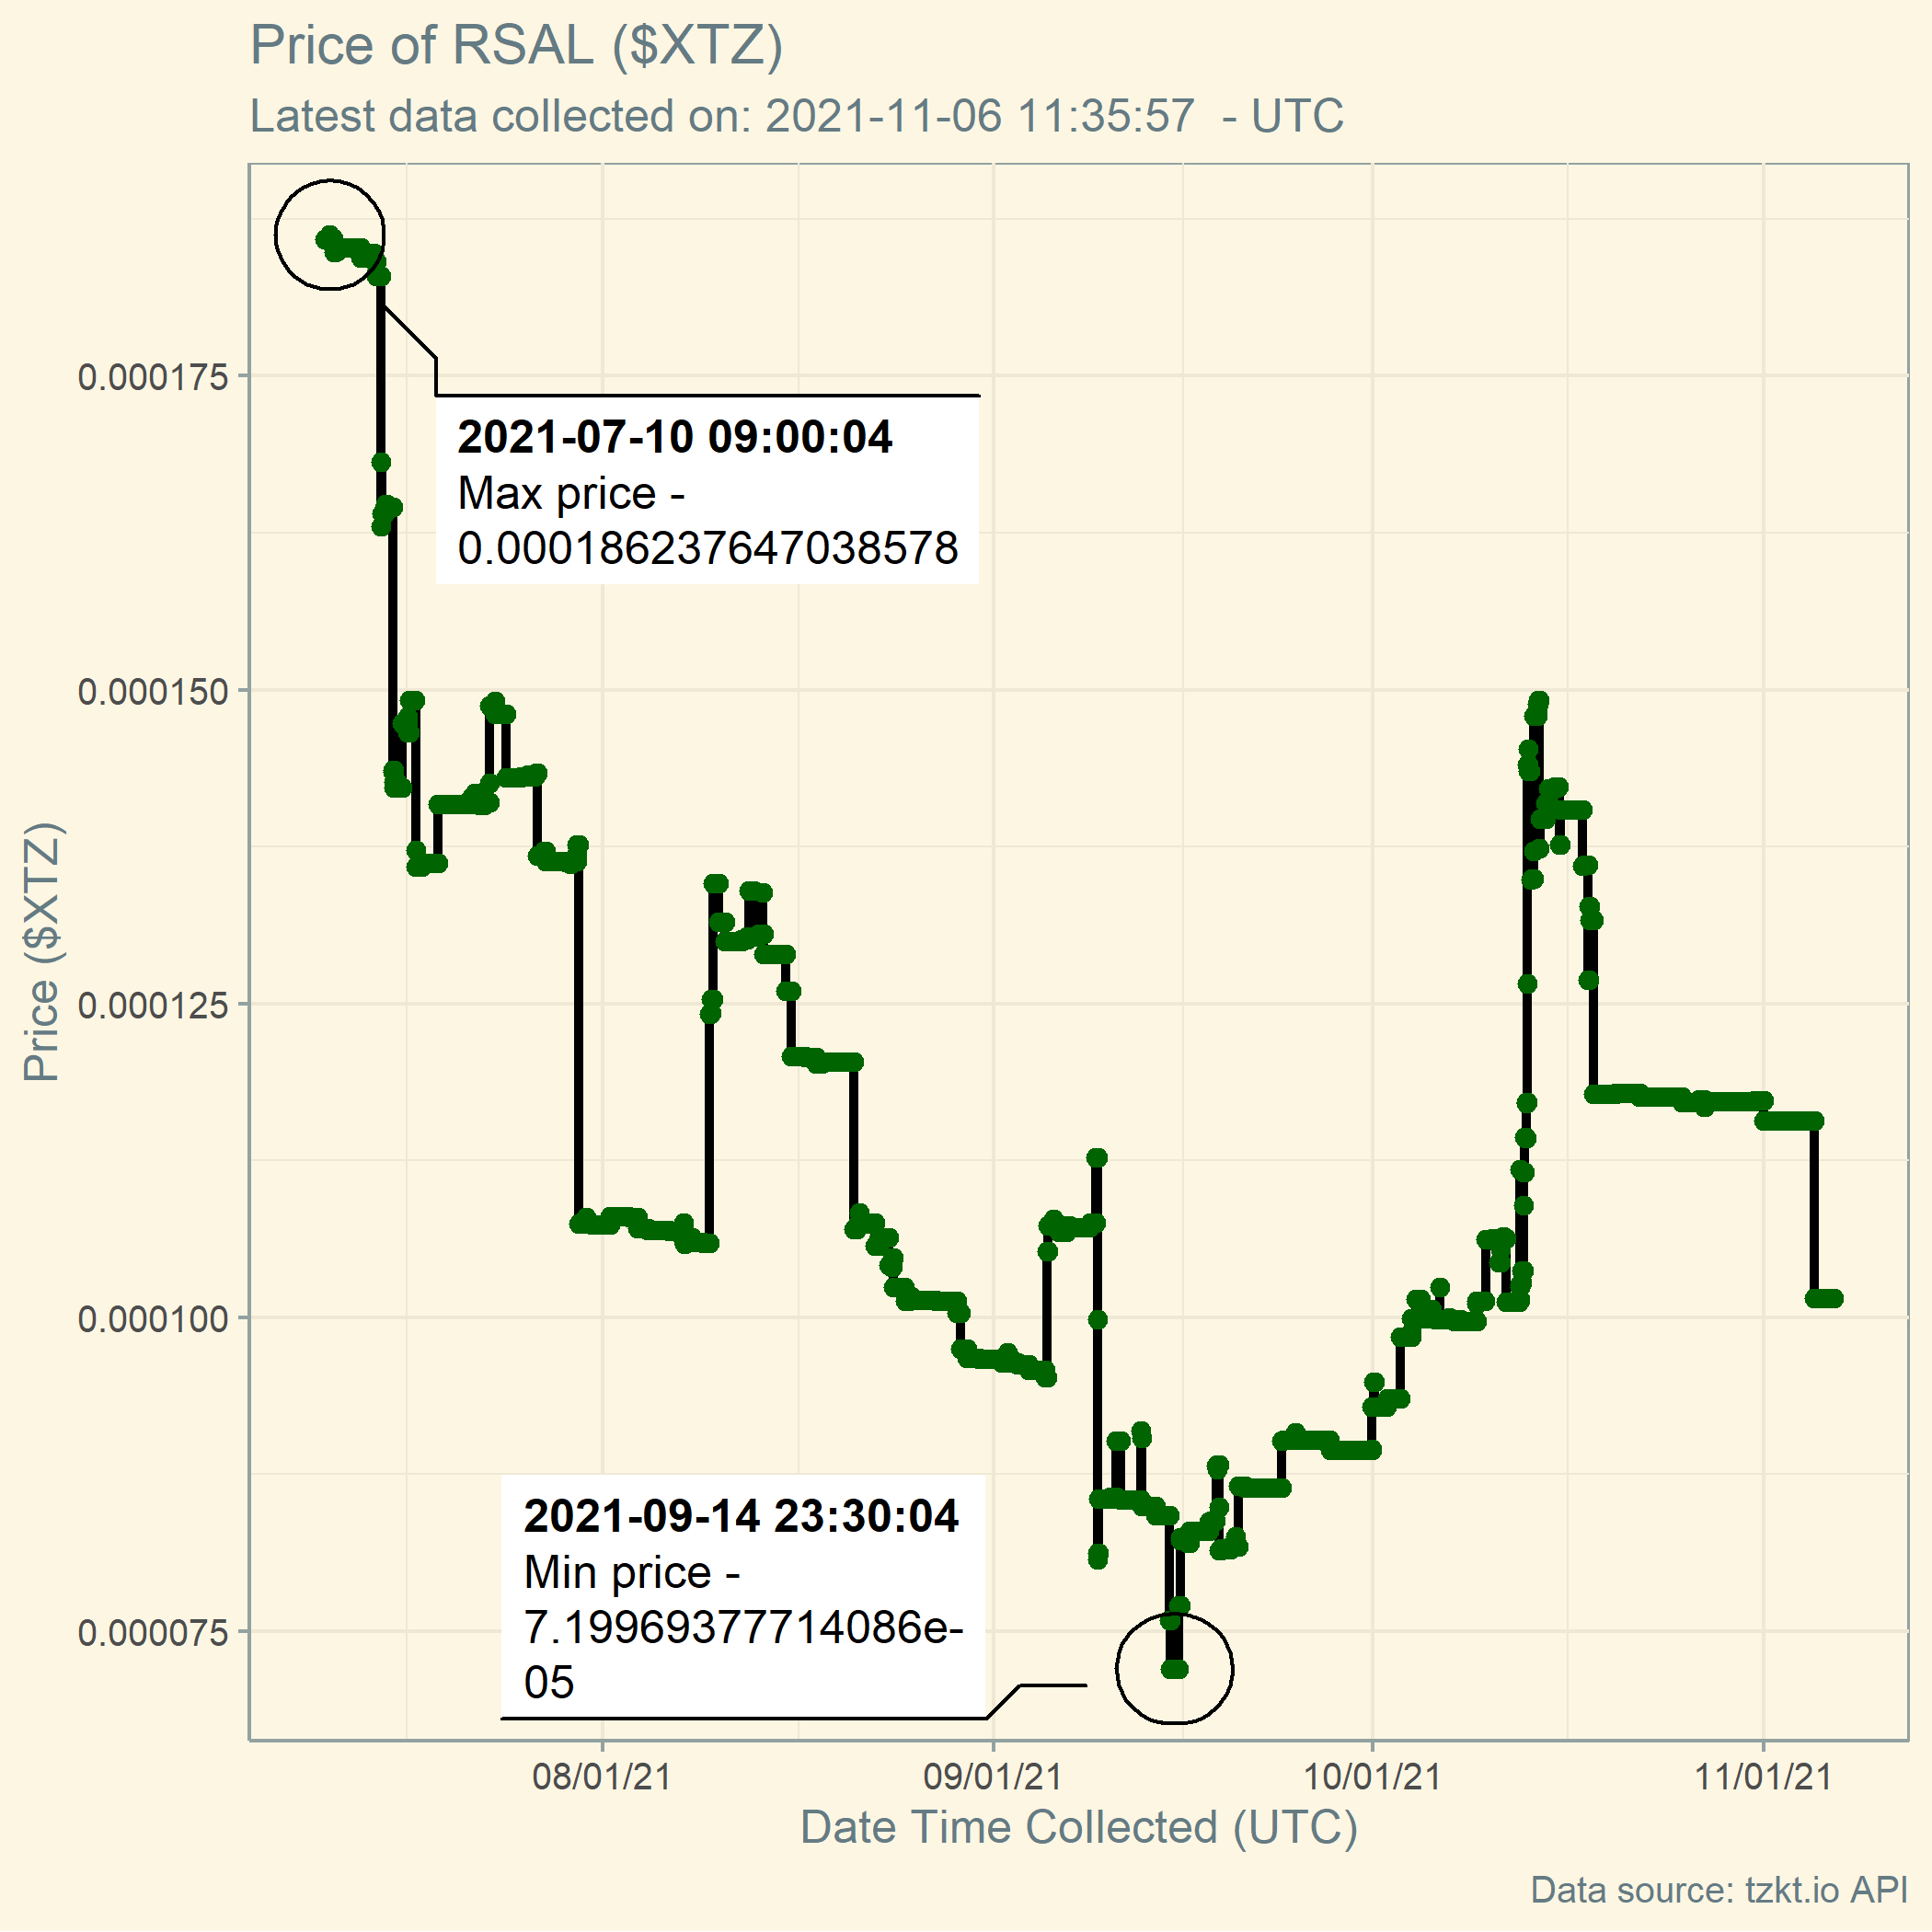 Price of RSAL ($XTZ)
Latest data collected on: 2021-11-06 11:35:57  - UTC
0.000175
2021-07-10 09:00:04
Max price -
0.000186237647038578
0.000150
0.000125
Price ($XTZ)
0.000100
2021-09-14 23:30:04
Min price -
7.19969377714086e-
05
0.000075
08/01/21
09/01/21
10/01/21
11/01/21
Date Time Collected (UTC)
Data source: tzkt.io API